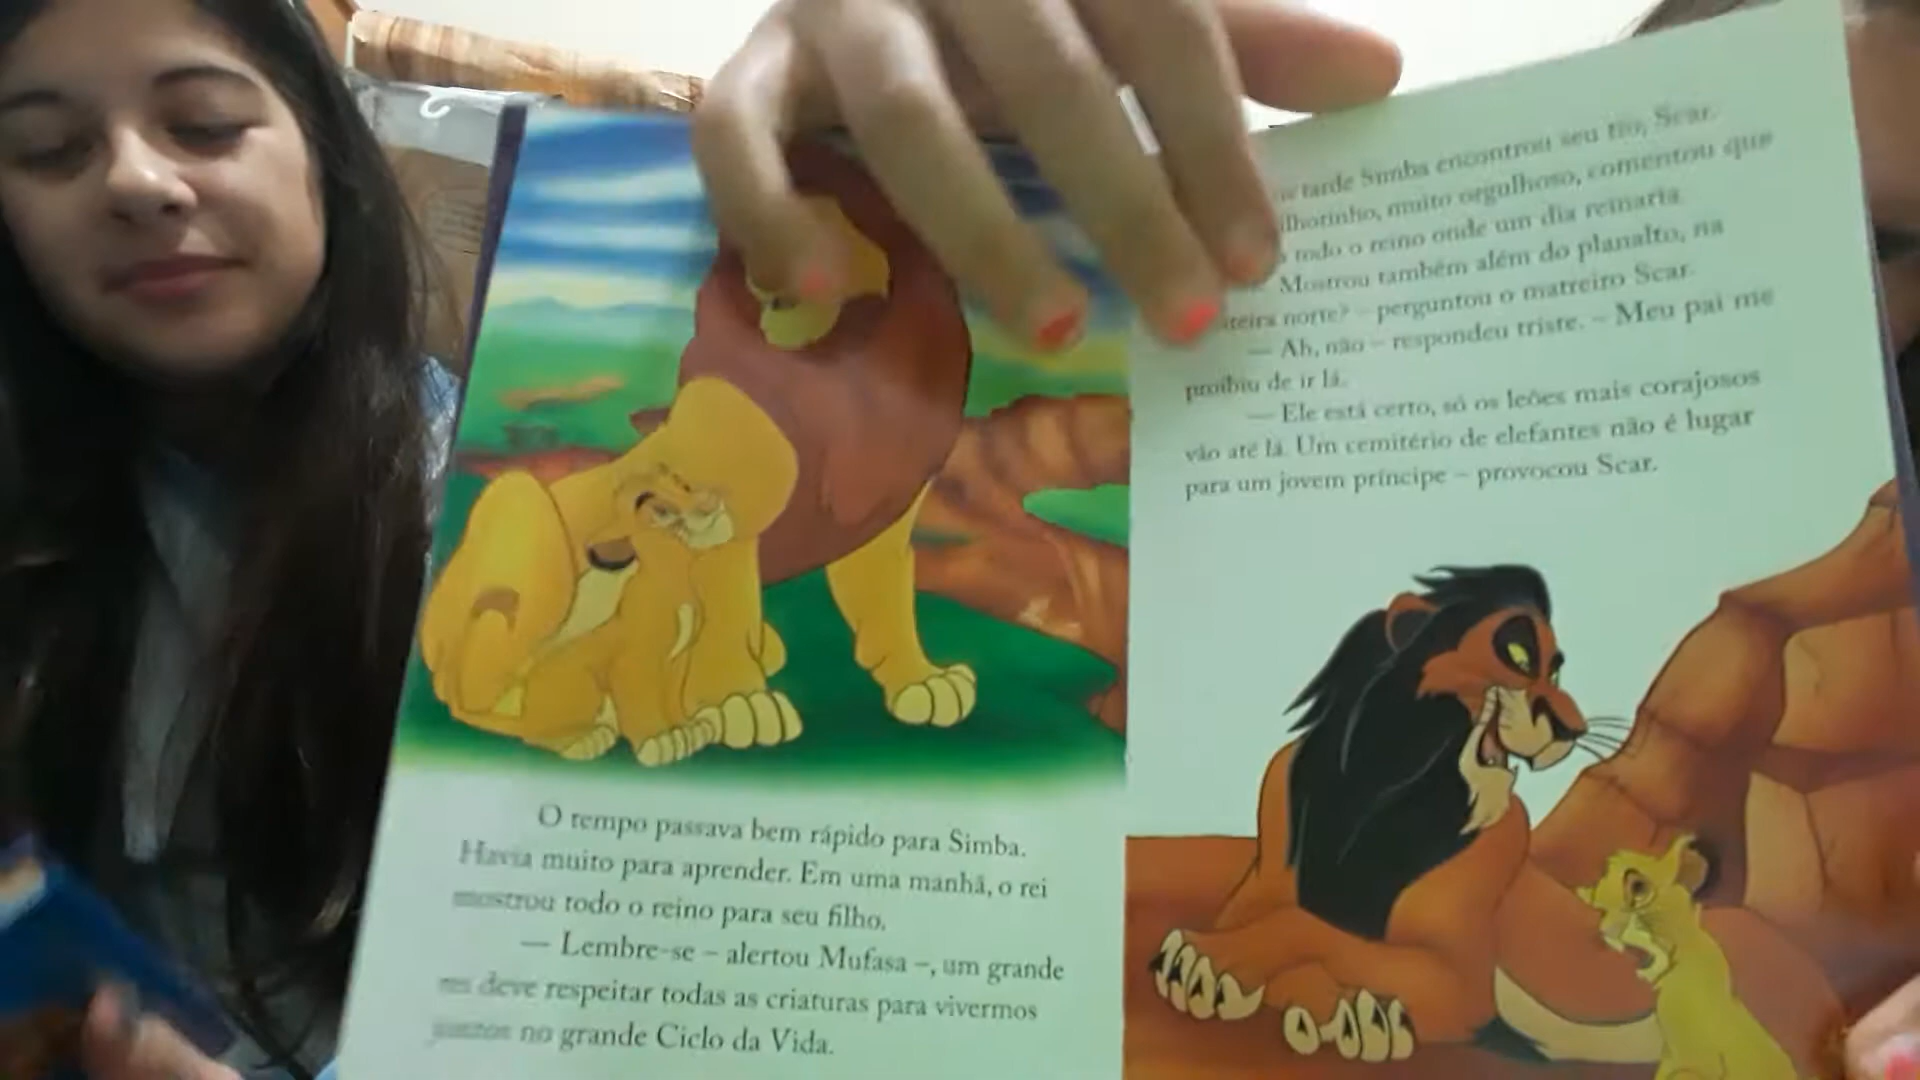 O tempo passava bem rápido para Simba.
Havia muito para aprender. Em uma manhã, o rei
mostrou todo o reino para seu filho.
— Lembre-se – alertou Mufasa –, um grande
rei deve respeitar todas as criaturas para vivermos
juntos no grande Ciclo da Vida.
tarde Simba encontrou seu tio, Scar.
muito orgulhoso, comentou que
todo o reino onde um dia reinaria.
Mostrou também além do planalto, na
norte? – perguntou o matreiro Scar.
— Ah, não – respondeu triste. – Meu pai me
proibiu de ir lá.
— Ele está certo, só os leões mais corajosos
vão até lá. Um cemitério de elefantes não é lugar
para um jovem príncipe – provocou Scar.